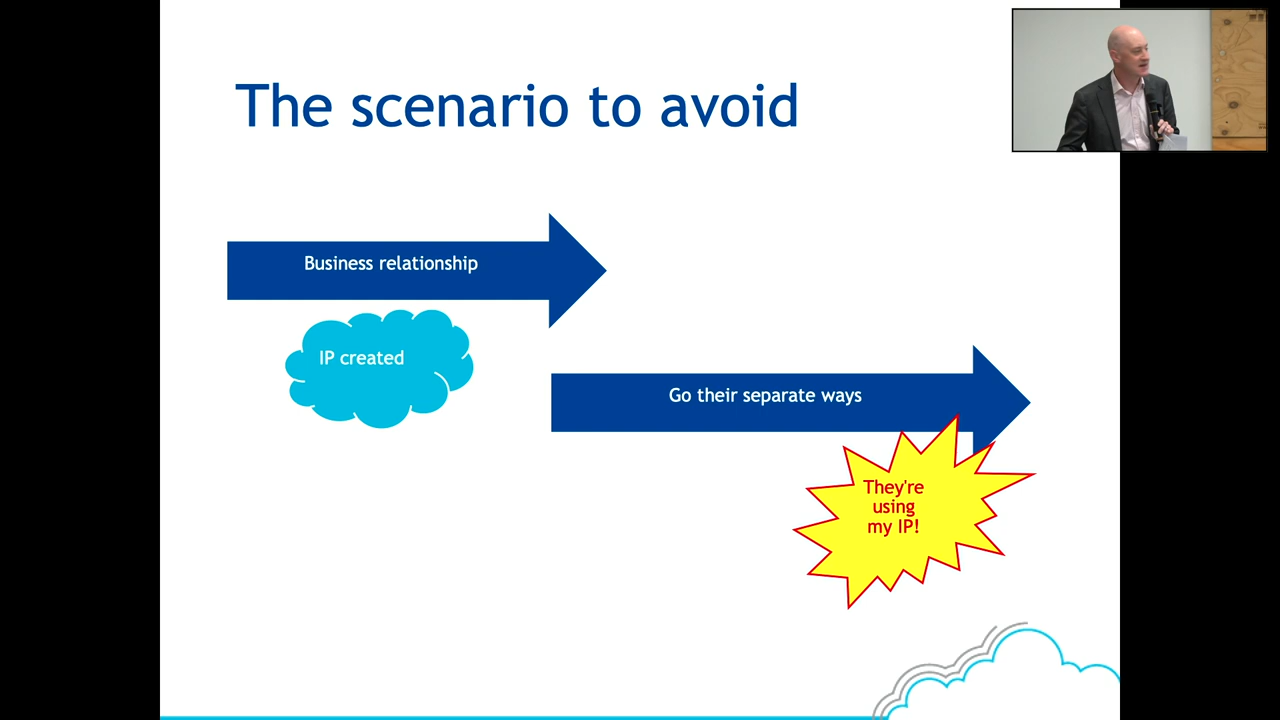 The scenario to avoid
Business relationship
IP created
Go their separate ways
They're
using
my IP!